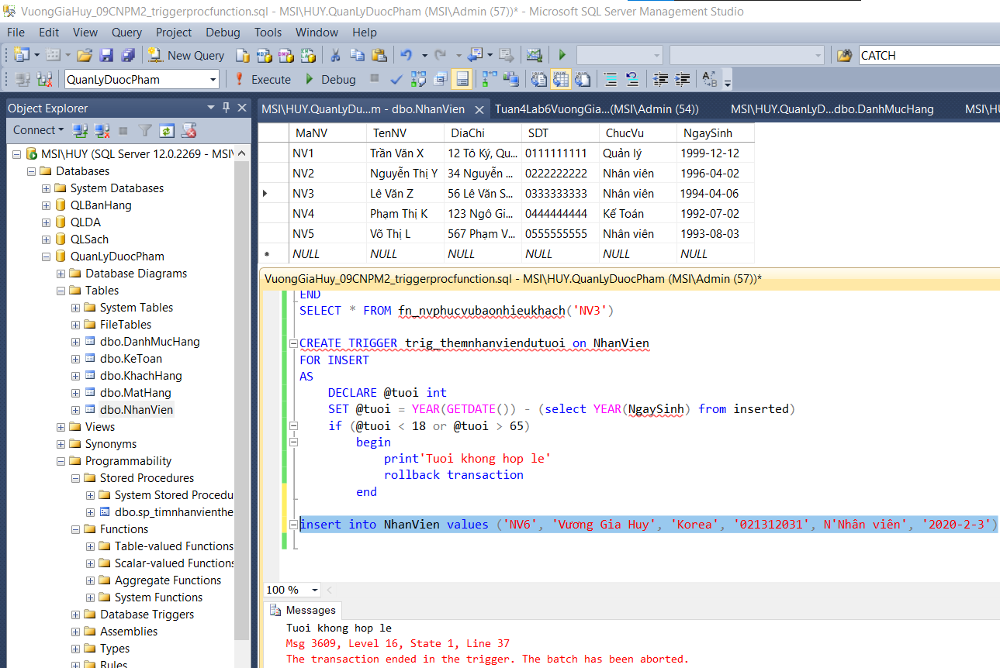 VuongGiaHuy_09CNPM2_triggerprocfunction.sql - MSI\HUY.QuanLyDuocPham (MSI\Admin (57))* - Microsoft SQL Server Management Studio
File Edit View Query Project Debug Tools Window Help
New Query CATCH
QuanLyDuocPham Execute Debug
Object Explorer
Connect
MSI\HUY (SQL Server 12.0.2269 - MSI\
Databases
System Databases
QLBanHang
QLDA
QLSach
QuanLyDuocPham
Database Diagrams
Tables
System Tables
FileTables
dbo.DanhMucHang
dbo.KeToan
dbo.KhachHang
dbo.MatHang
dbo.NhanVien
Views
Synonyms
Programmability
Stored Procedures
System Stored Procedu
dbo.sp_timnhanvienthe
Functions
Table-valued Functions
Scalar-valued Functions
Aggregate Functions
System Functions
Database Triggers
Assemblies
Types
Rules
MSI\HUY.QuanLyDu...m - dbo.NhanVien Tuan4Lab6VuongGia...(MSI\Admin (54)) MSI\HUY.QuanLyD...dbo.DanhMucHang MSI\HU
MaNV TenNV DiaChi SDT ChucVu NgaySinh
NV1 Trần Văn X 12 Tô Ký, Qu... 0111111111 Quản lý 1999-12-12
NV2 Nguyễn Thị Y 34 Nguyễn ... 0222222222 Nhân viên 1996-04-02
NV3 Lê Văn Z 56 Lê Văn S... 0333333333 Nhân viên 1994-04-06
NV4 Phạm Thị K 123 Ngô Gi... 0444444444 Kế Toán 1992-07-02
NV5 Võ Thị L 567 Phạm V... 0555555555 Nhân viên 1993-08-03
NULL NULL NULL NULL NULL NULL
VuongGiaHuy_09CNPM2_triggerprocfunction.sql - MSI\HUY.QuanLyDuocPham (MSI\Admin (57))*
END
SELECT * FROM fn_nvphucvubaonhieukhach('NV3')
CREATE TRIGGER trig_themnhanviendutuoi on NhanVien
FOR INSERT
AS
DECLARE @tuoi int
SET @tuoi = YEAR(GETDATE()) - (select YEAR(NgaySinh) from inserted)
if (@tuoi < 18 or @tuoi > 65)
begin
print'Tuoi khong hop le'
rollback transaction
end
insert into NhanVien values ('NV6', 'Vương Gia Huy', 'Korea', '021312031', N'Nhân viên', '2020-2-3')
100 %
Messages
Tuoi khong hop le
Msg 3609, Level 16, State 1, Line 37
The transaction ended in the trigger. The batch has been aborted.